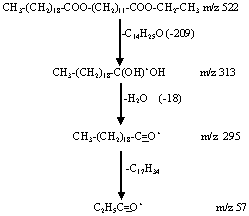 CH₃-(CH₂)₁₈-COO-(CH₂)₁₁-COO-CH₂-CH₃ m/z 522
-C₁₄H₂₅O (-209)
CH₃-(CH₂)₁₈-C(OH)⁺OH m/z 313
-H₂O (-18)
CH₃-(CH₂)₁₈-C≡O⁺ m/z 295
-C₁₇H₃₄
C₂H₅C≡O⁺ m/z 57